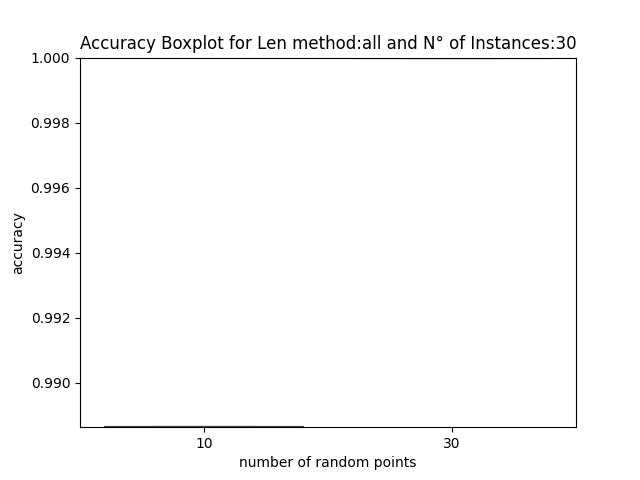 Accuracy Boxplot for Len method:all and N° of Instances:30
1.000
0.998
0.996
0.994
0.992
0.990
accuracy
10 30
number of random points